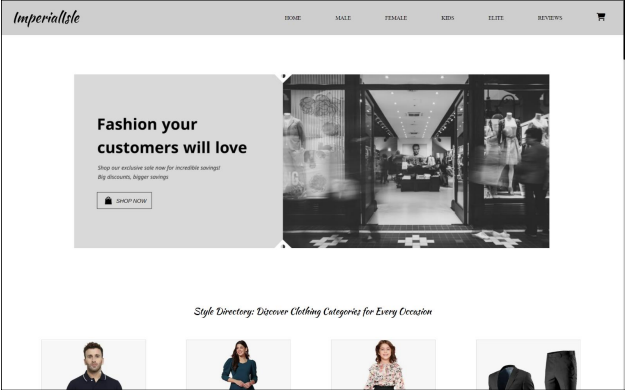 ImperialIsle
HOME MALE FEMALE KIDS ELITE REVIEWS
Fashion your
customers will love
Shop our exclusive sale now for incredible savings!
Big discounts, bigger savings
SHOP NOW
Style Directory: Discover Clothing Categories for Every Occasion